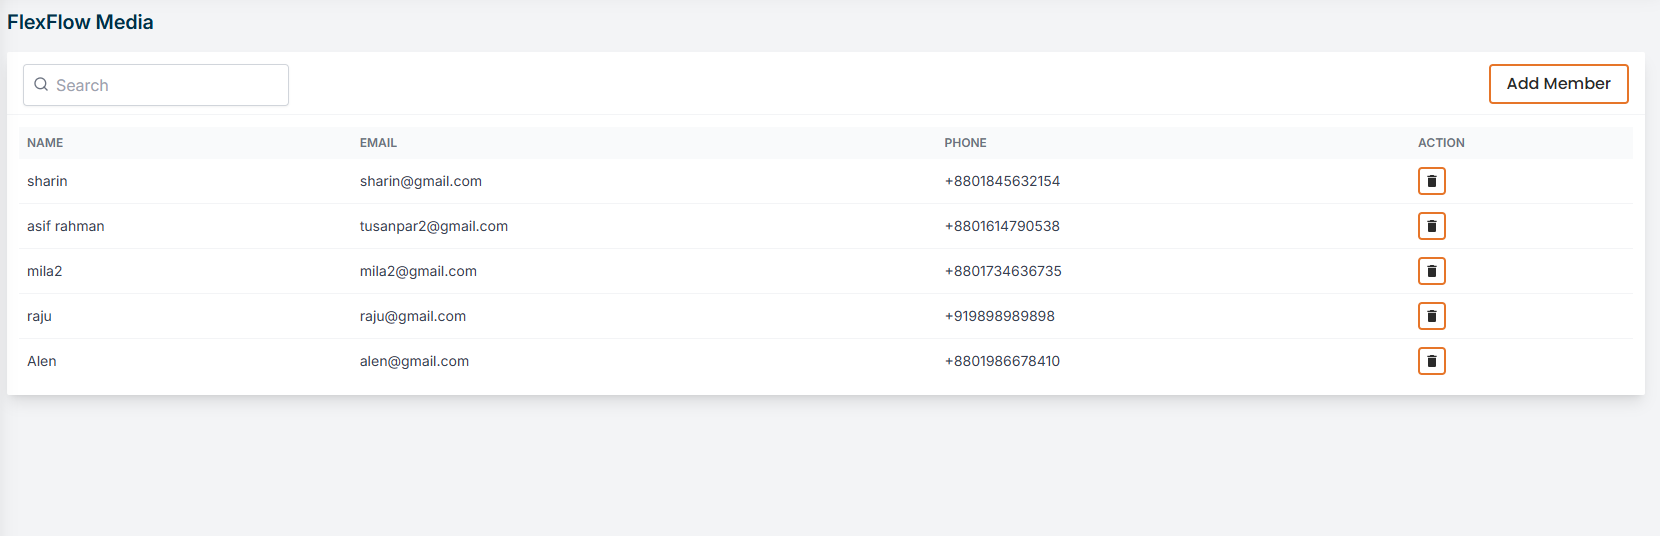 FlexFlow Media
Search
Add Member
NAME EMAIL PHONE ACTION
sharin sharin@gmail.com +8801845632154
asif rahman tusanpar2@gmail.com +8801614790538
mila2 mila2@gmail.com +8801734636735
raju raju@gmail.com +919898989898
Alen alen@gmail.com +8801986678410